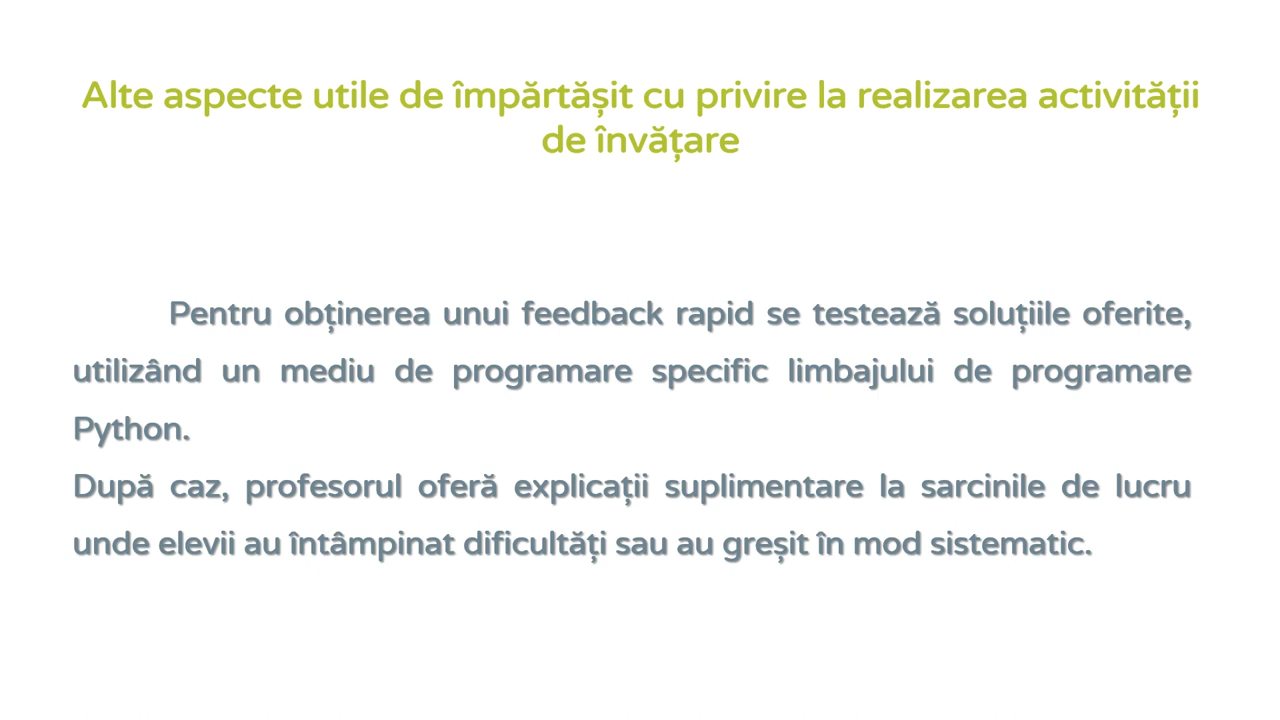 Alte aspecte utile de împărtășit cu privire la realizarea activității
de învățare
Pentru obținerea unui feedback rapid se testează soluțiile oferite,
utilizând un mediu de programare specific limbajului de programare
Python.
După caz, profesorul oferă explicații suplimentare la sarcinile de lucru
unde elevii au întâmpinat dificultăți sau au greșit în mod sistematic.